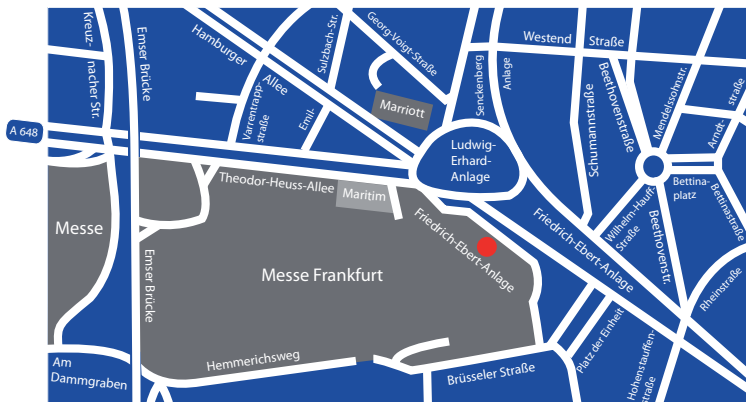 Kreuz-
nacher Str.
Emser Brücke
Hamburger
Allee
Sulzbach-Str.
Emil-
Georg-Voigt-Straße
Varrentrapp-
straße
Marriott
Senckenberg
Anlage
Westend Straße
Schumannstraße
Beethovenstraße
Mendelssohnstr.
Arndt-
straße
A 648
Ludwig-
Erhard-
Anlage
Theodor-Heuss-Allee
Maritim
Bettina-
platz
Bettinastraße
Wilhelm-Hauff-
Straße
Beethovenstr.
Friedrich-Ebert-Anlage
Friedrich-Ebert-Anlage
Messe
Emser Brücke
Messe Frankfurt
Rheinstraße
Platz der Einheit
Hohenstauffen-
straße
Hemmerichsweg
Brüsseler Straße
Am
Dammgraben